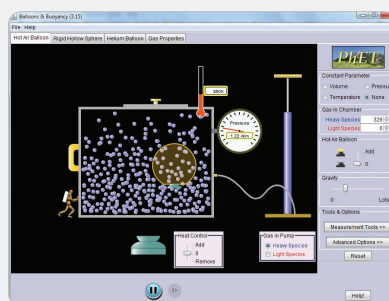 Balloons & Buoyancy (3.15)
File Help
Hot Air Balloon Rigid Hollow Sphere Helium Balloon Gas Properties
PhET
Constant Parameter
Volume Pressu
Temperature None
Gas in Chamber
Heavy Species 329
Light Species 0
Hot Air Balloon
Add
0
Gravity
0 Lots
Tools & Options
Measurement Tools >>
Advanced Options >>
Reset
Help!
Pressure
1.22 Atm
Heat Control
Add
0
Remove
Gas In Pump
Heavy Species
Light Species